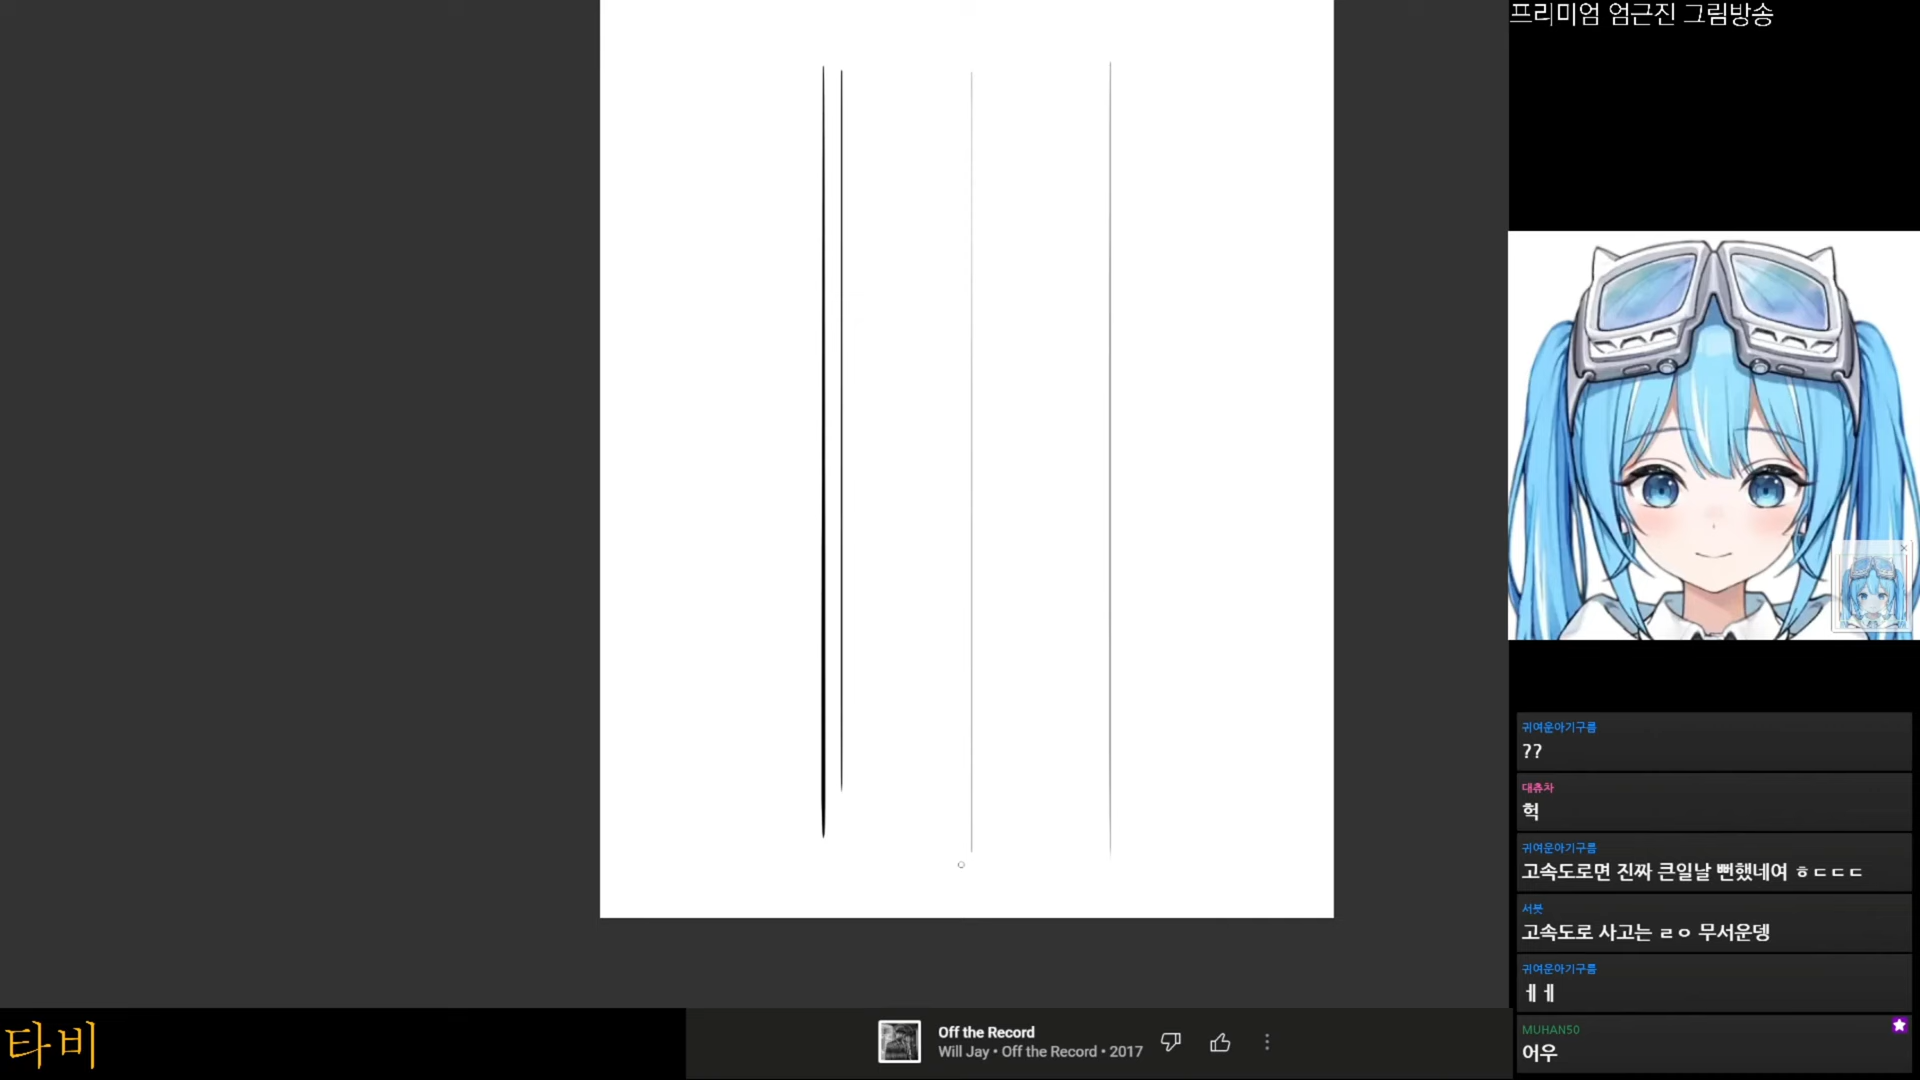 프리미엄 엄근진 그림방송
귀여운아기구름
??
대츄차
헉
귀여운아기구름
고속도로면 진짜 큰일날 뻔했네여 ㅎㄷㄷㄷ
서붓
고속도로 사고는 ㄹㅇ 무서운뎅
귀여운아기구름
ㅔㅔ
MUHAN50
어우
타비
Off the Record
Will Jay • Off the Record • 2017